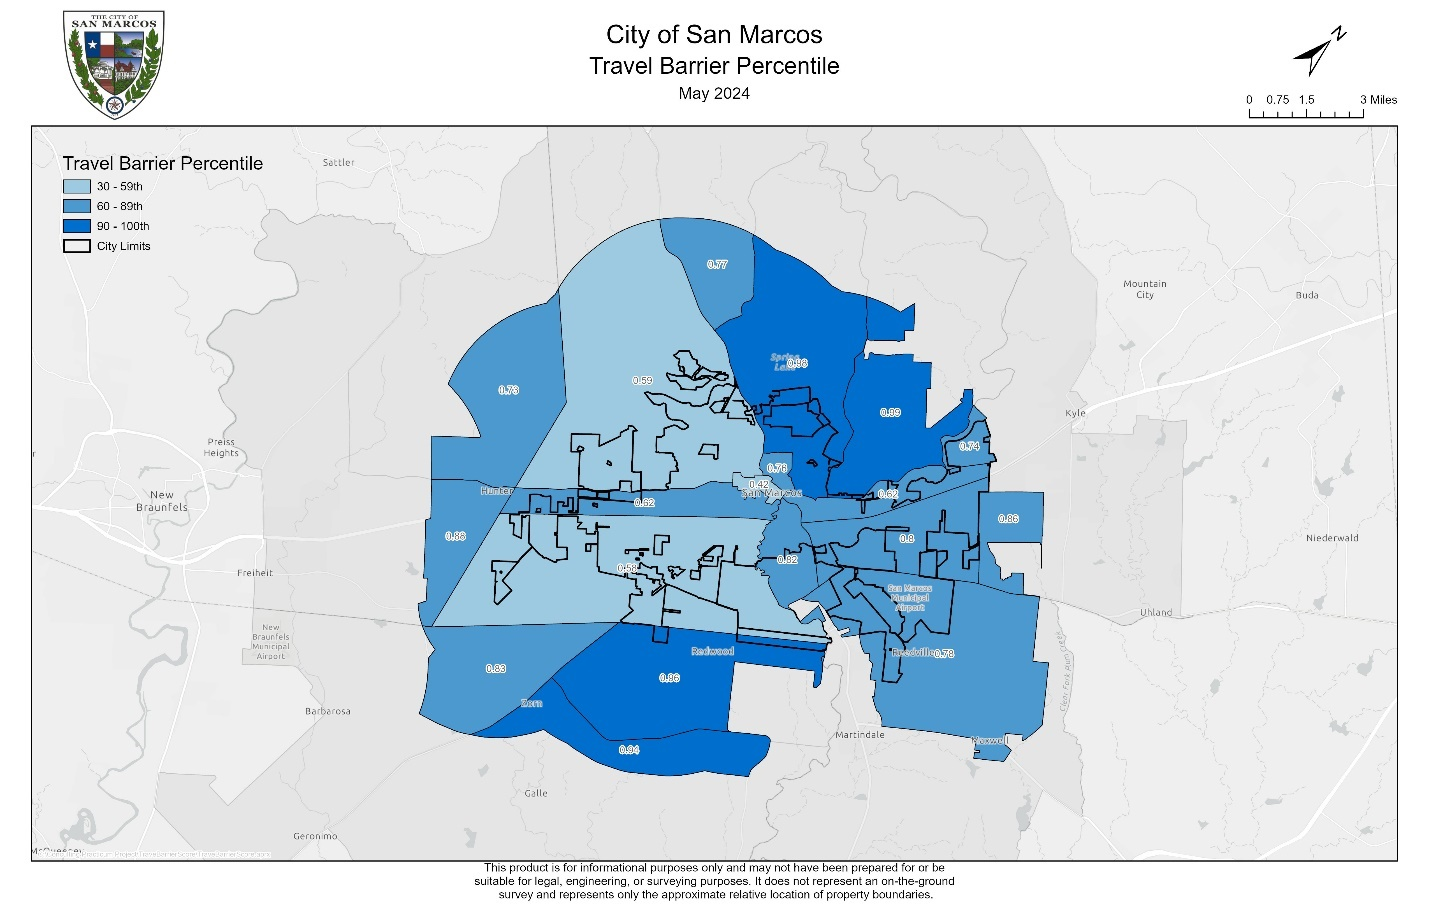 THE CITY OF
SAN MARCOS
City of San Marcos
Travel Barrier Percentile
May 2024
N
0 0.75 1.5 3 Miles
Travel Barrier Percentile
30 - 59th
60 - 89th
90 - 100th
City Limits
Sattler
0.77
Mountain
City
Buda
Spring
Lake
0.98
0.59
0.73
0.99
Kyle
Preiss
Heights
0.74
0.76
0.42
Hunter
San Marcos
0.62
0.62
New
Braunfels
0.86
0.88
0.8
Niederwald
0.82
0.58
Freiheit
San Marcos
Municipal
Airport
Uhland
New
Braunfels
Municipal
Airport
Redwood
Reedville
0.78
0.83
0.96
Zorn
Barbarosa
Martindale
Maxwell
0.94
Galle
Geronimo
McQueeney
This product is for informational purposes only and may not have been prepared for or be
suitable for legal, engineering, or surveying purposes. It does not represent an on-the-ground
survey and represents only the approximate relative location of property boundaries.